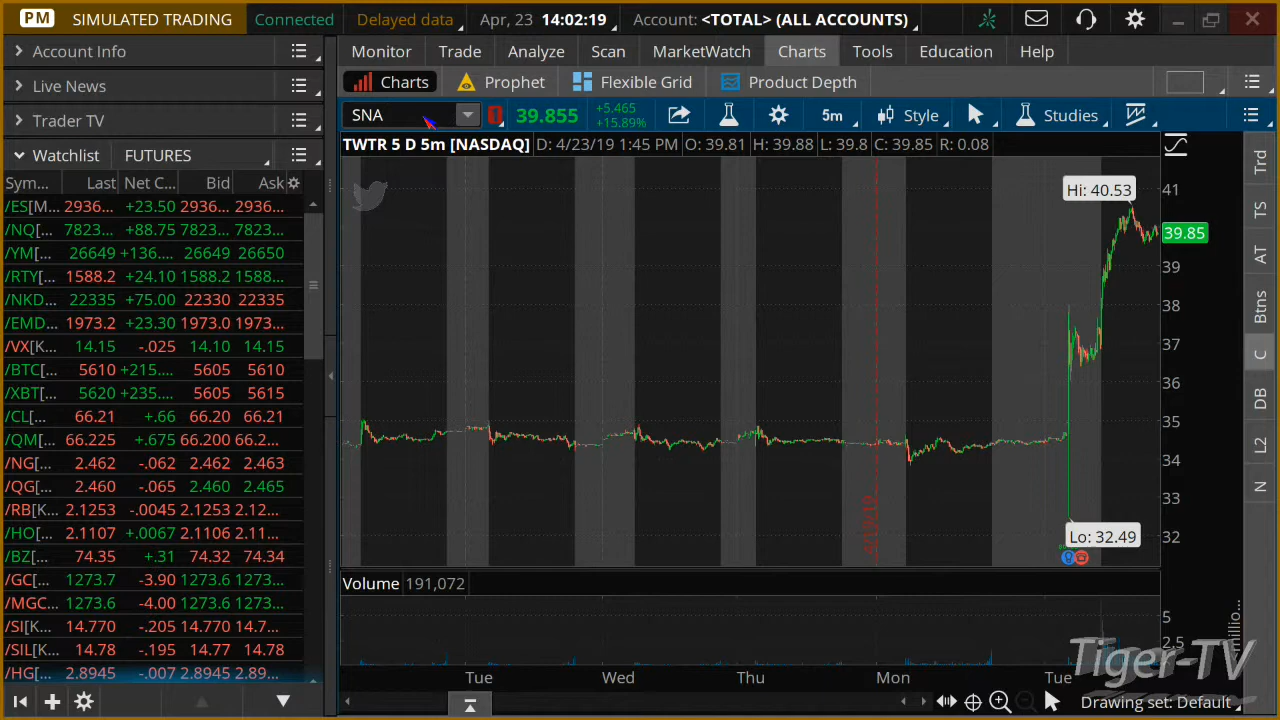 PM SIMULATED TRADING Connected Delayed data Apr, 23 14:02:19 Account: <TOTAL> (ALL ACCOUNTS)
Account Info
Live News
Trader TV
Watchlist FUTURES
Sym... Last Net C... Bid Ask
/ES[M... 2936... +23.50 2936... 2936...
/NQ[... 7823... +88.75 7823... 7823...
/YM[... 26649 +136.... 26649 26650
/RTY[... 1588.2 +24.10 1588.2 1588...
/NKD... 22335 +75.00 22330 22335
/EMD... 1973.2 +23.30 1973.0 1973...
/VX[K... 14.15 -.025 14.10 14.15
/BTC[... 5610 +215.... 5605 5610
/XBT[... 5620 +235.... 5605 5615
/CL[... 66.21 +.66 66.20 66.21
/QM[... 66.225 +.675 66.200 66.2...
/NG[... 2.462 -.062 2.462 2.463
/QG[... 2.460 -.065 2.460 2.465
/RB[K... 2.1253 -.0045 2.1253 2.12...
/HO[... 2.1107 +.0067 2.1106 2.11...
/BZ[... 74.35 +.31 74.32 74.34
/GC[... 1273.7 -3.90 1273.6 1273...
/MGC... 1273.6 -4.00 1273.6 1273...
/SI[K... 14.770 -.205 14.770 14.7...
/SIL[K... 14.78 -.195 14.77 14.78
/HG[... 2.8945 -.007 2.8945 2.89...
Monitor Trade Analyze Scan MarketWatch Charts Tools Education Help
Charts Prophet Flexible Grid Product Depth
SNA 39.855 +5.465 5m Style Studies
+15.89%
TWTR 5 D 5m [NASDAQ] D: 4/23/19 1:45 PM O: 39.81 H: 39.88 L: 39.8 C: 39.85 R: 0.08
Hi: 40.53
41
39.85
39
38
37
36
35
34
33
32
4/19/19
Lo: 32.49
Volume 191,072
5
2.5
millio...
Tiger-TV
Tue Wed Thu Mon Tue
Drawing set: Default
Trd
TS
AT
Btns
C
DB
L2
N